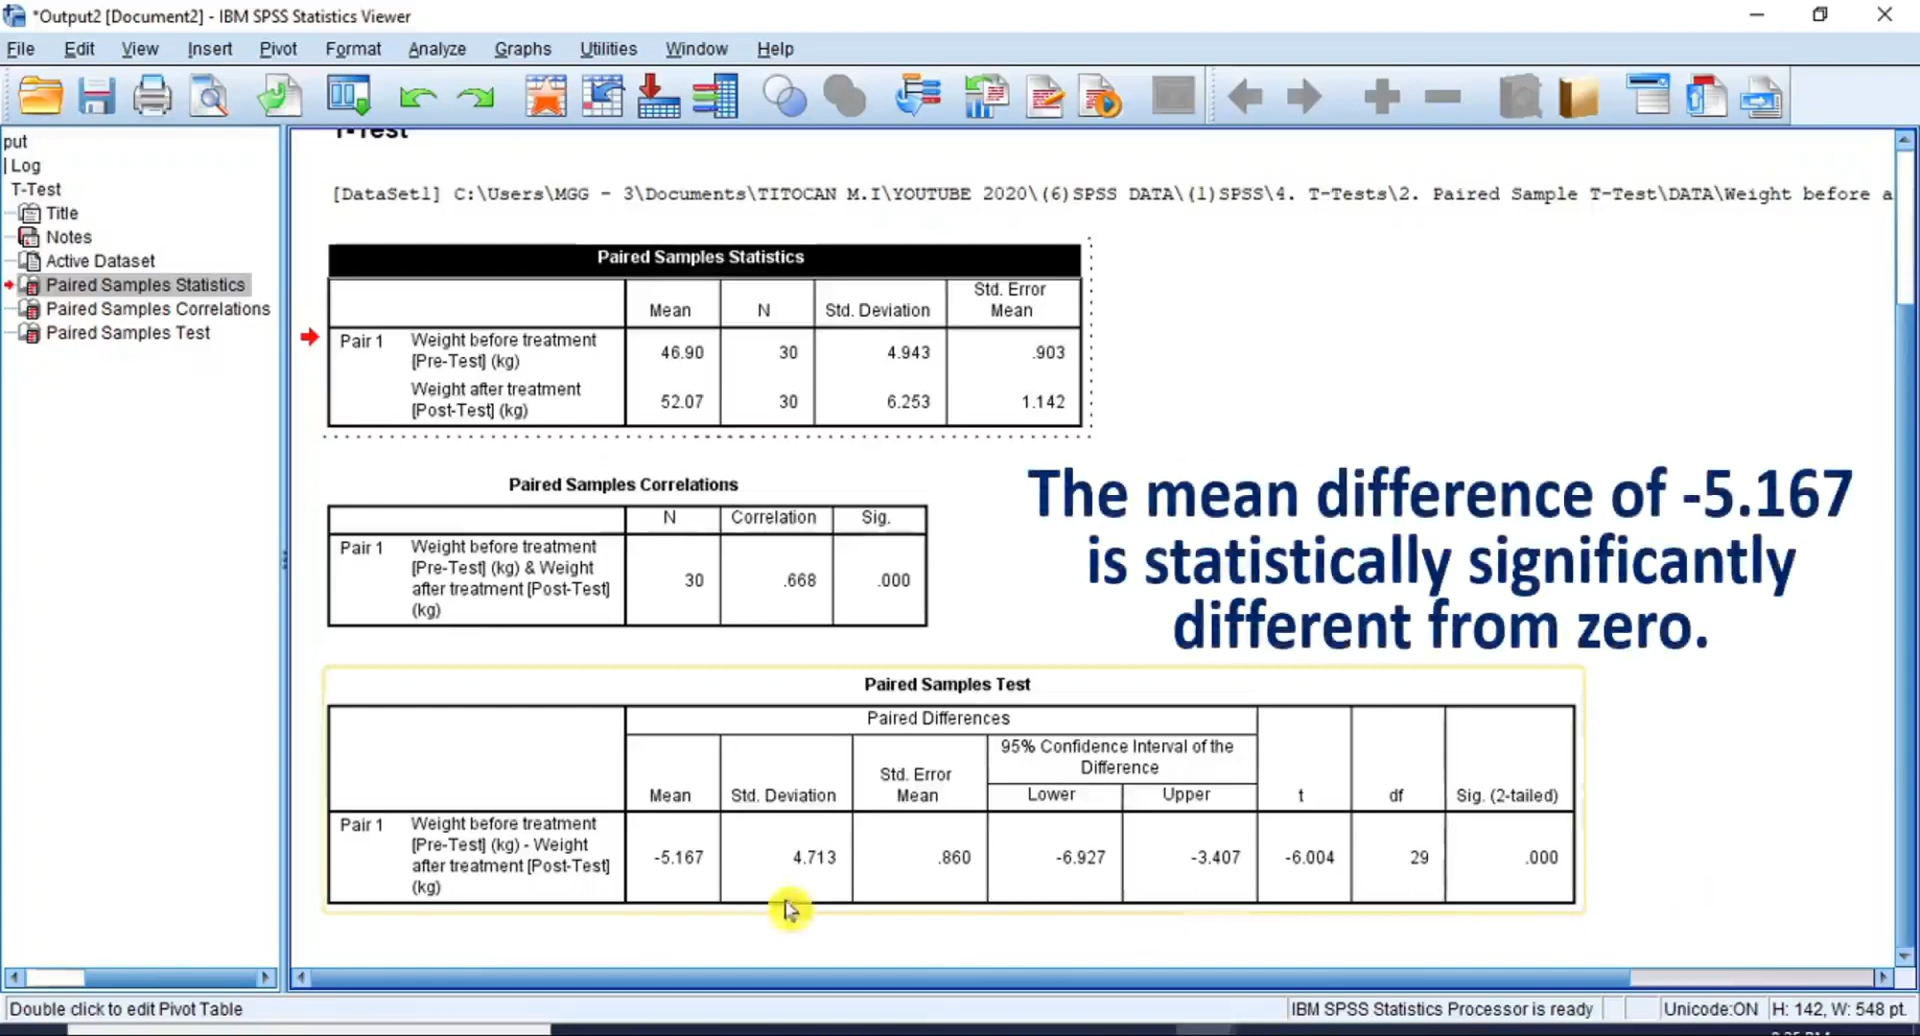 *Output2 [Document2] - IBM SPSS Statistics Viewer
File Edit View Insert Pivot Format Analyze Graphs Utilities Window Help
put
Log
T-Test
Title
Notes
Active Dataset
Paired Samples Statistics
Paired Samples Correlations
Paired Samples Test
T-Test
[DataSet1] C:\Users\MGG - 3\Documents\TITOCAN M.I\YOUTUBE 2020\(6)SPSS DATA\(1)SPSS\4. T-Tests\2. Paired Sample T-Test\DATA\Weight before a
Paired Samples Statistics
Mean N Std. Deviation Std. Error Mean
Pair 1 Weight before treatment [Pre-Test] (kg) 46.90 30 4.943 .903
Weight after treatment [Post-Test] (kg) 52.07 30 6.253 1.142
Paired Samples Correlations
N Correlation Sig.
Pair 1 Weight before treatment [Pre-Test] (kg) & Weight after treatment [Post-Test] (kg) 30 .668 .000
The mean difference of -5.167
is statistically significantly
different from zero.
Paired Samples Test
Paired Differences
95% Confidence Interval of the Difference
Mean Std. Deviation Std. Error Mean Lower Upper t df Sig. (2-tailed)
Pair 1 Weight before treatment [Pre-Test] (kg) - Weight after treatment [Post-Test] (kg) -5.167 4.713 .860 -6.927 -3.407 -6.004 29 .000
Double click to edit Pivot Table
IBM SPSS Statistics Processor is ready Unicode:ON H: 142, W: 548 pt.